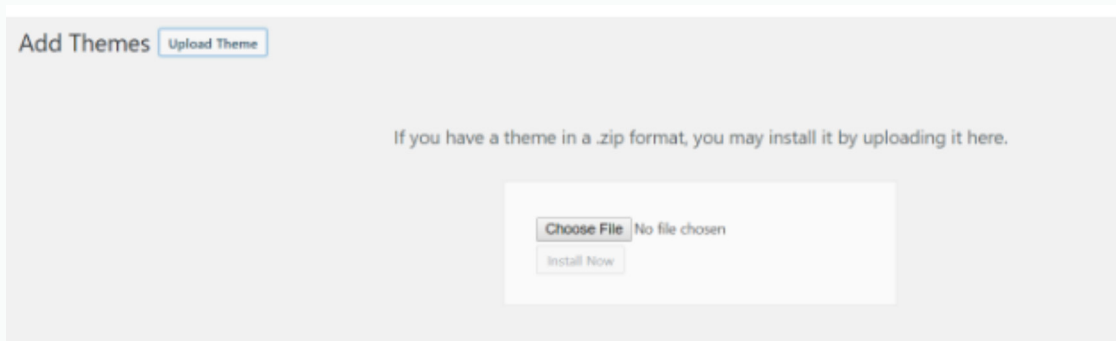 Add Themes Upload Theme
If you have a theme in a .zip format, you may install it by uploading it here.
Choose File No file chosen
Install Now